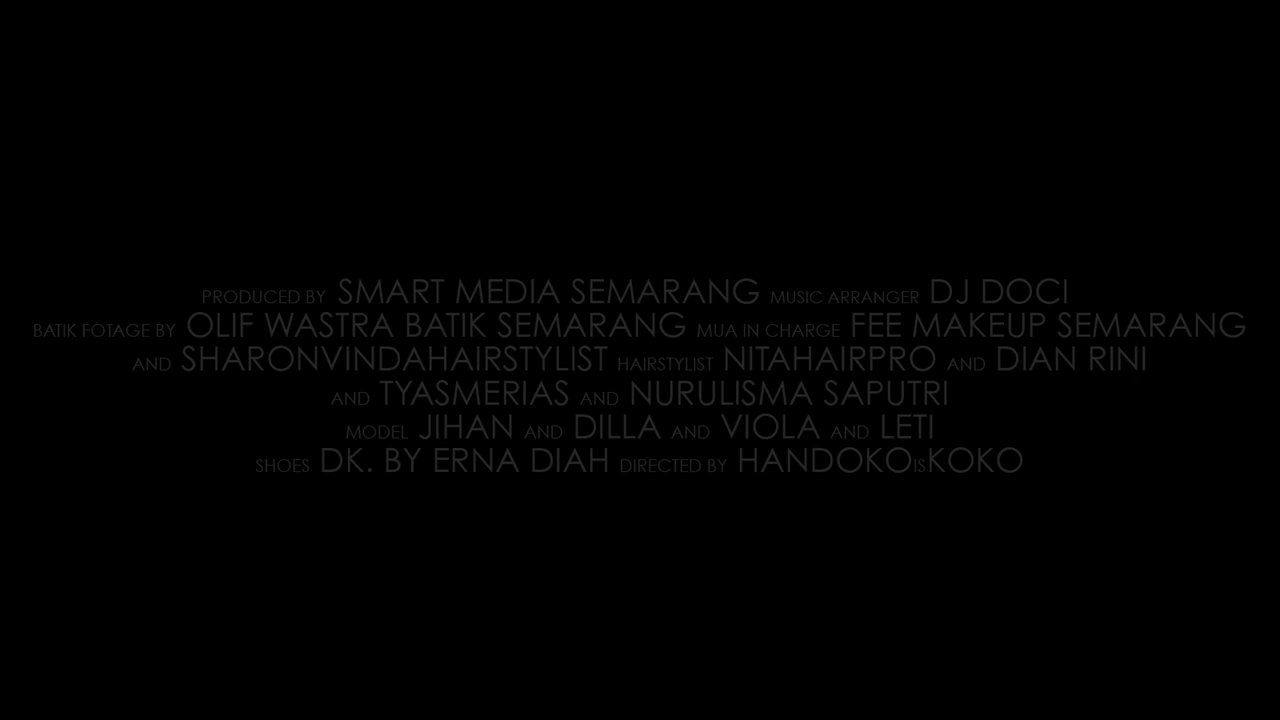 PRODUCED BY SMART MEDIA SEMARANG MUSIC ARRANGER DJ DOCI
BATIK FOTAGE BY OLIF WASTRA BATIK SEMARANG MUA IN CHARGE FEE MAKEUP SEMARANG
AND SHARONVINDAHAIRSTYLIST HAIRSTYLIST NITAHAIRPRO AND DIAN RINI
AND TYASMERIAS AND NURULISMA SAPUTRI
MODEL JIHAN AND DILLA AND VIOLA AND LETI
SHOES DK. BY ERNA DIAH DIRECTED BY HANDOKOISKOKO